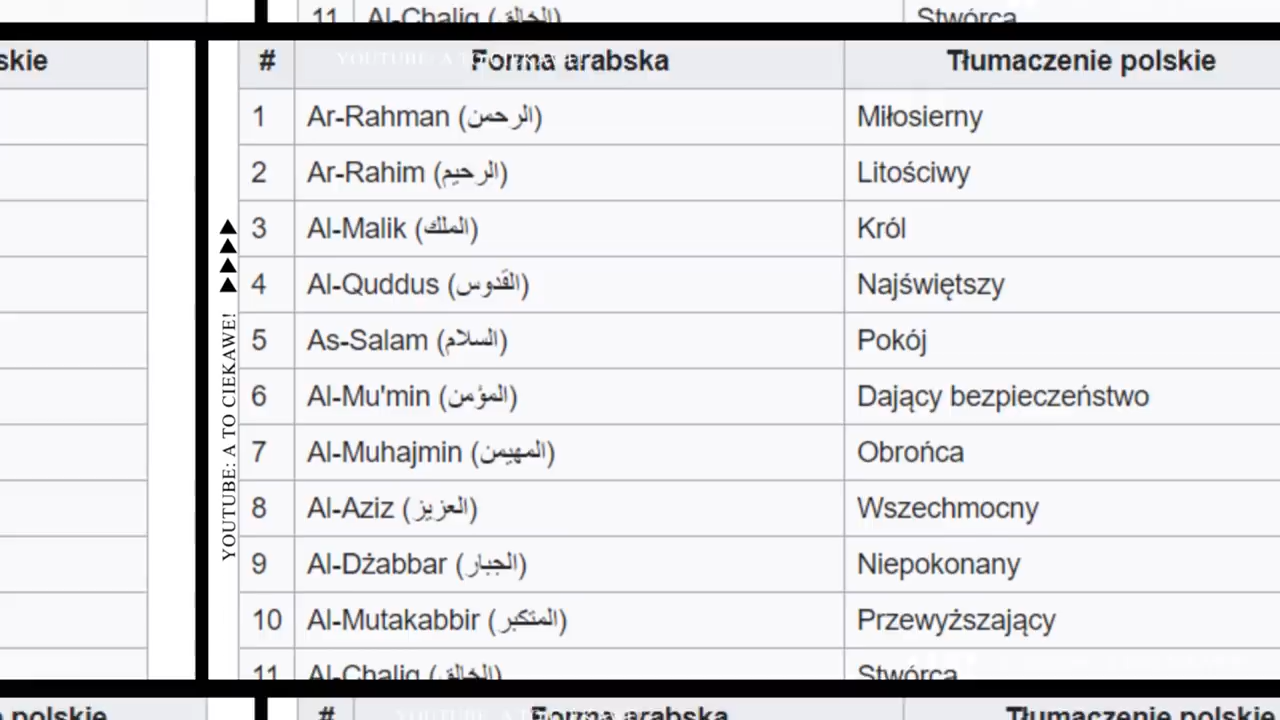 11 Al-Chaliq (الخالق) Stwórca
skie
# Forma arabska Tłumaczenie polskie
1 Ar-Rahman (الرحمن) Miłosierny
2 Ar-Rahim (الرحيم) Litościwy
3 Al-Malik (الملك) Król
4 Al-Quddus (القدوس) Najświętszy
5 As-Salam (السلام) Pokój
6 Al-Mu'min (المؤمن) Dający bezpieczeństwo
7 Al-Muhajmin (المهيمن) Obrońca
8 Al-Aziz (العزيز) Wszechmocny
9 Al-Dżabbar (الجبار) Niepokonany
10 Al-Mutakabbir (المتكبر) Przewyższający
11 Al-Chaliq (الخالق) Stwórca
YOUTUBE: A TO CIEKAWE!
polskie
# Forma arabska Tłumaczenie polskie